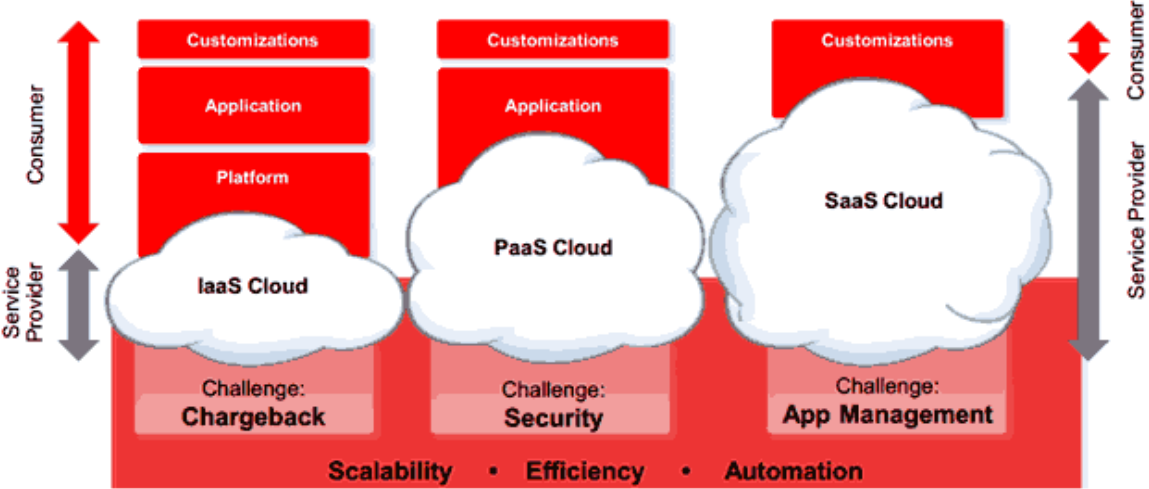 Consumer
Service
Provider
Customizations
Application
Platform
IaaS Cloud
Challenge:
Chargeback
Customizations
Application
PaaS Cloud
Challenge:
Security
Customizations
SaaS Cloud
Challenge:
App Management
Consumer
Service Provider
Scalability • Efficiency • Automation